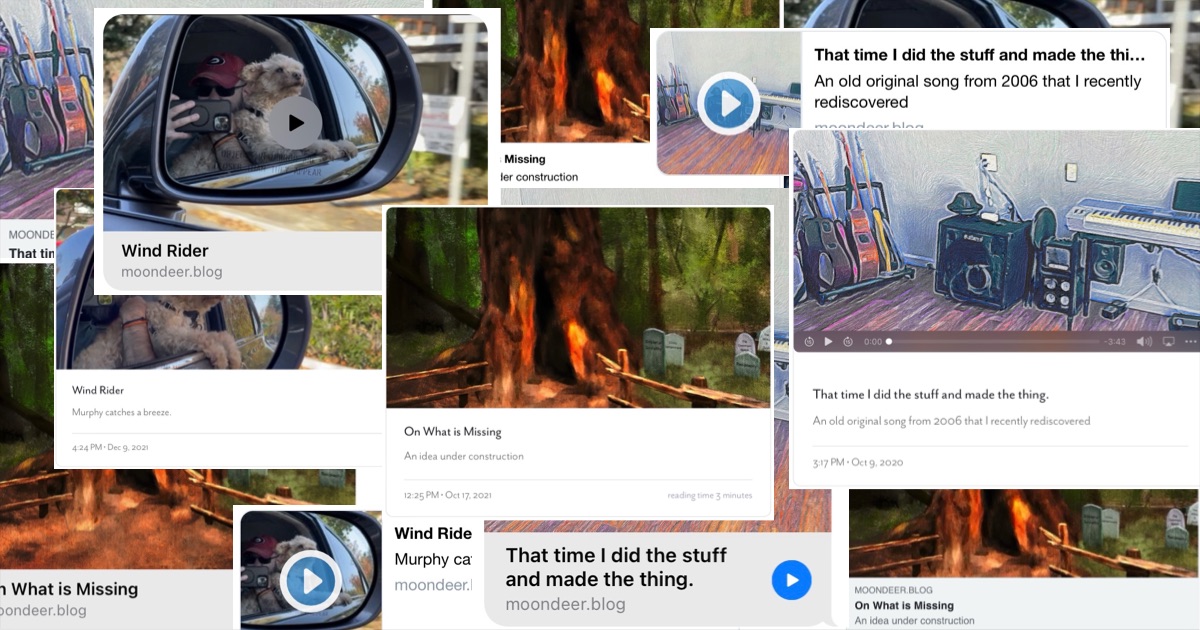 MOONDE
That tin
Wind Rider
moondeer.blog
Missing
der construction
That time I did the stuff and made the thi...
An old original song from 2006 that I recently
rediscovered
moondeer.blog
0:00
-3:43
That time I did the stuff and made the thing.
An old original song from 2006 that I recently rediscovered
3:17 PM • Oct 9, 2020
Wind Rider
Murphy catches a breeze.
4:24 PM • Dec 9, 2021
On What is Missing
An idea under construction
12:25 PM • Oct 17, 2021
reading time 3 minutes
n What is Missing
oondeer.blog
Wind Ride
Murphy ca
moondeer.
That time I did the stuff
and made the thing.
moondeer.blog
MOONDEER.BLOG
On What is Missing
An idea under construction